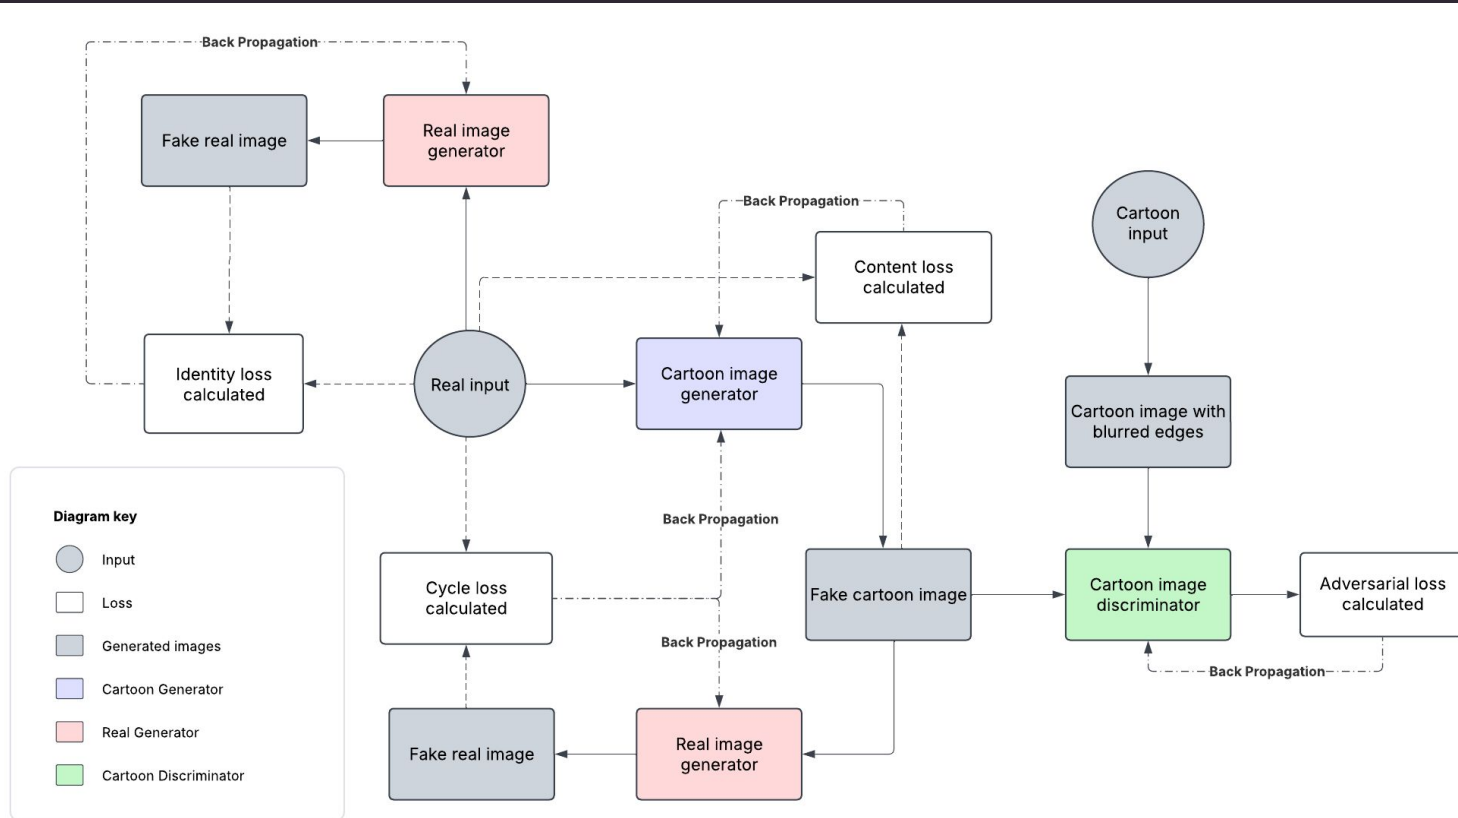 Back Propagation
Fake real image
Real image
generator
Back Propagation
Cartoon
input
Content loss
calculated
Identity loss
calculated
Real input
Cartoon image
generator
Cartoon image with
blurred edges
Back Propagation
Cycle loss
calculated
Fake cartoon image
Cartoon image
discriminator
Adversarial loss
calculated
Back Propagation
Back Propagation
Fake real image
Real image
generator
Diagram key
Input
Loss
Generated images
Cartoon Generator
Real Generator
Cartoon Discriminator